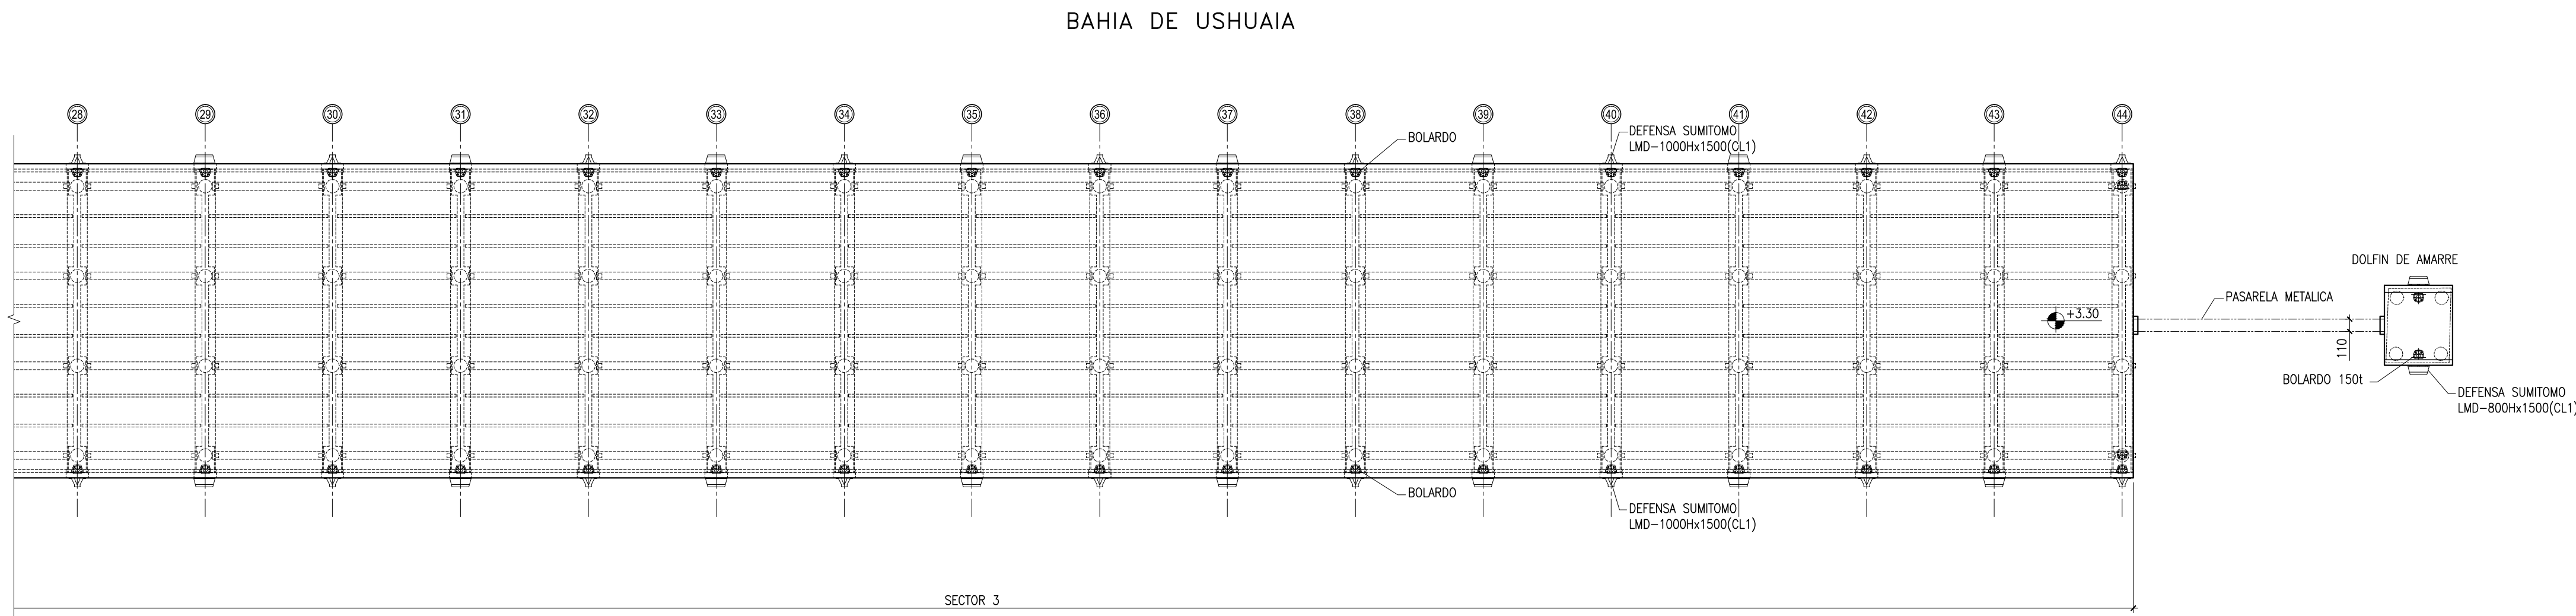 BAHIA DE USHUAIA
28 29 30 31 32 33 34 35 36 37 38 39 40 41 42 43 44
BOLARDO
DEFENSA SUMITOMO
LMD-1000Hx1500(CL1)
DOLFIN DE AMARRE
PASARELA METALICA
+3.30
110
BOLARDO 150t
DEFENSA SUMITOMO
LMD-800Hx1500(CL1)
BOLARDO
DEFENSA SUMITOMO
LMD-1000Hx1500(CL1)
SECTOR 3